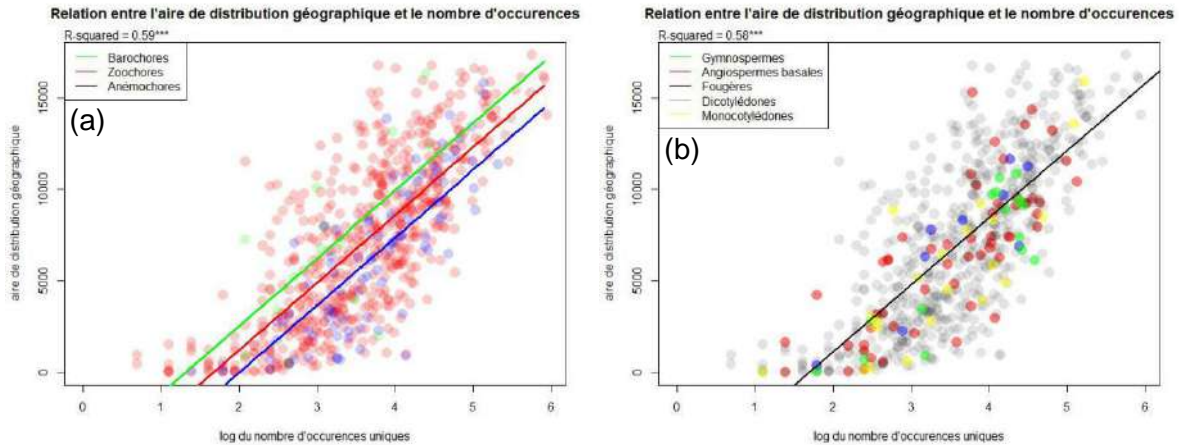 Relation entre l'aire de distribution géographique et le nombre d'occurences
R-squared = 0.59***
Barochores
Zoochores
Anémochores
(a)
aire de distribution géographique
15000
10000
5000
0
0 1 2 3 4 5 6
log du nombre d'occurences uniques
Relation entre l'aire de distribution géographique et le nombre d'occurences
R-squared = 0.58***
Gymnospermes
Angiospermes basales
Fougères
Dicotylédones
Monocotylédones
(b)
aire de distribution géographique
15000
10000
5000
0
0 1 2 3 4 5 6
log du nombre d'occurences uniques